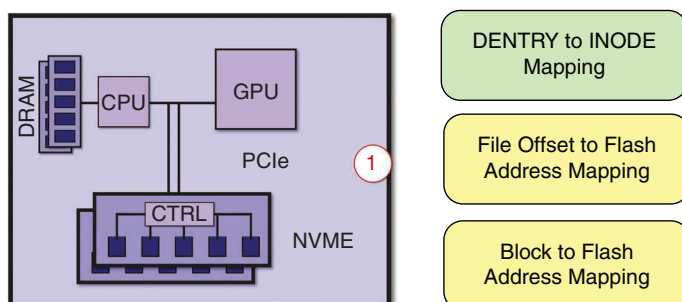 DRAM
CPU
GPU
PCIe
1
CTRL
NVME
DENTRY to INODE
Mapping
File Offset to Flash
Address Mapping
Block to Flash
Address Mapping